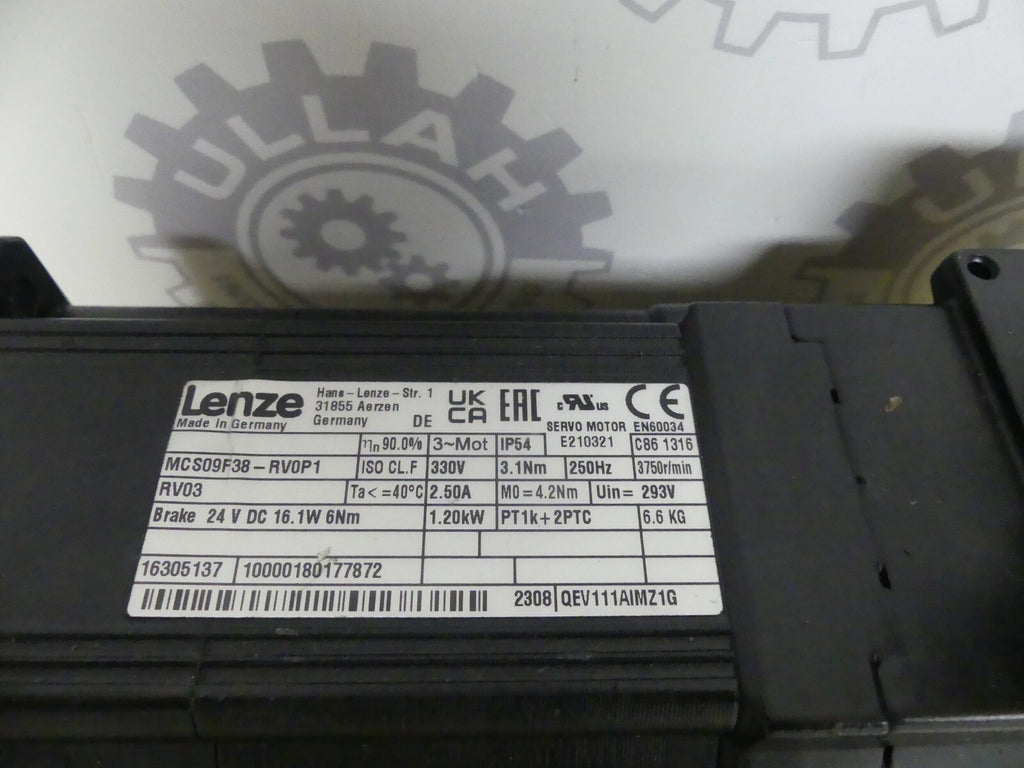 ULLAH
Lenze
Made in Germany
Hans-Lenze-Str. 1
31855 Aerzen
Germany DE
UK
CA
EAC
c RU us
SERVO MOTOR
E210321
CE
EN60034
ηn 90.0% 3~Mot IP54 C86 1316
MCS09F38-RV0P1 ISO CL.F 330V 3.1Nm 250Hz 3750r/min
RV03 Ta<=40°C 2.50A M0=4.2Nm Uin= 293V
Brake 24 V DC 16.1W 6Nm 1.20kW PT1k+2PTC 6.6 KG
16305137 10000180177872
2308 QEV111AIMZ1G